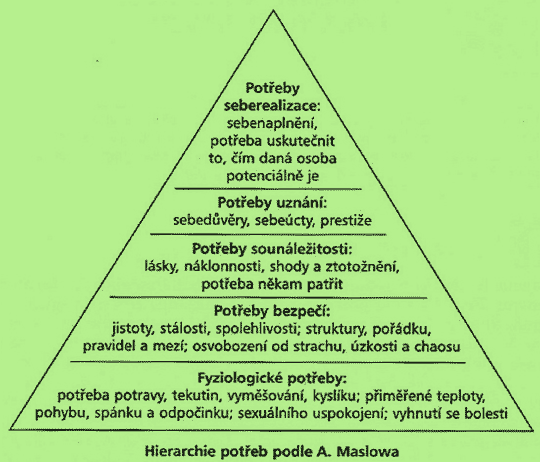 Potřeby
seberealizace:
sebenaplnění,
potřeba uskutečnit
to, čím daná osoba
potenciálně je
Potřeby uznání:
sebedůvěry, sebeúcty, prestiže
Potřeby sounáležitosti:
lásky, náklonnosti, shody a ztotožnění,
potřeba někam patřit
Potřeby bezpečí:
jistoty, stálosti, spolehlivosti; struktury, pořádku,
pravidel a mezí; osvobození od strachu, úzkosti a chaosu
Fyziologické potřeby:
potřeba potravy, tekutin, vyměšování, kyslíku; přiměřené teploty,
pohybu, spánku a odpočinku; sexuálního uspokojení; vyhnutí se bolesti
Hierarchie potřeb podle A. Maslowa